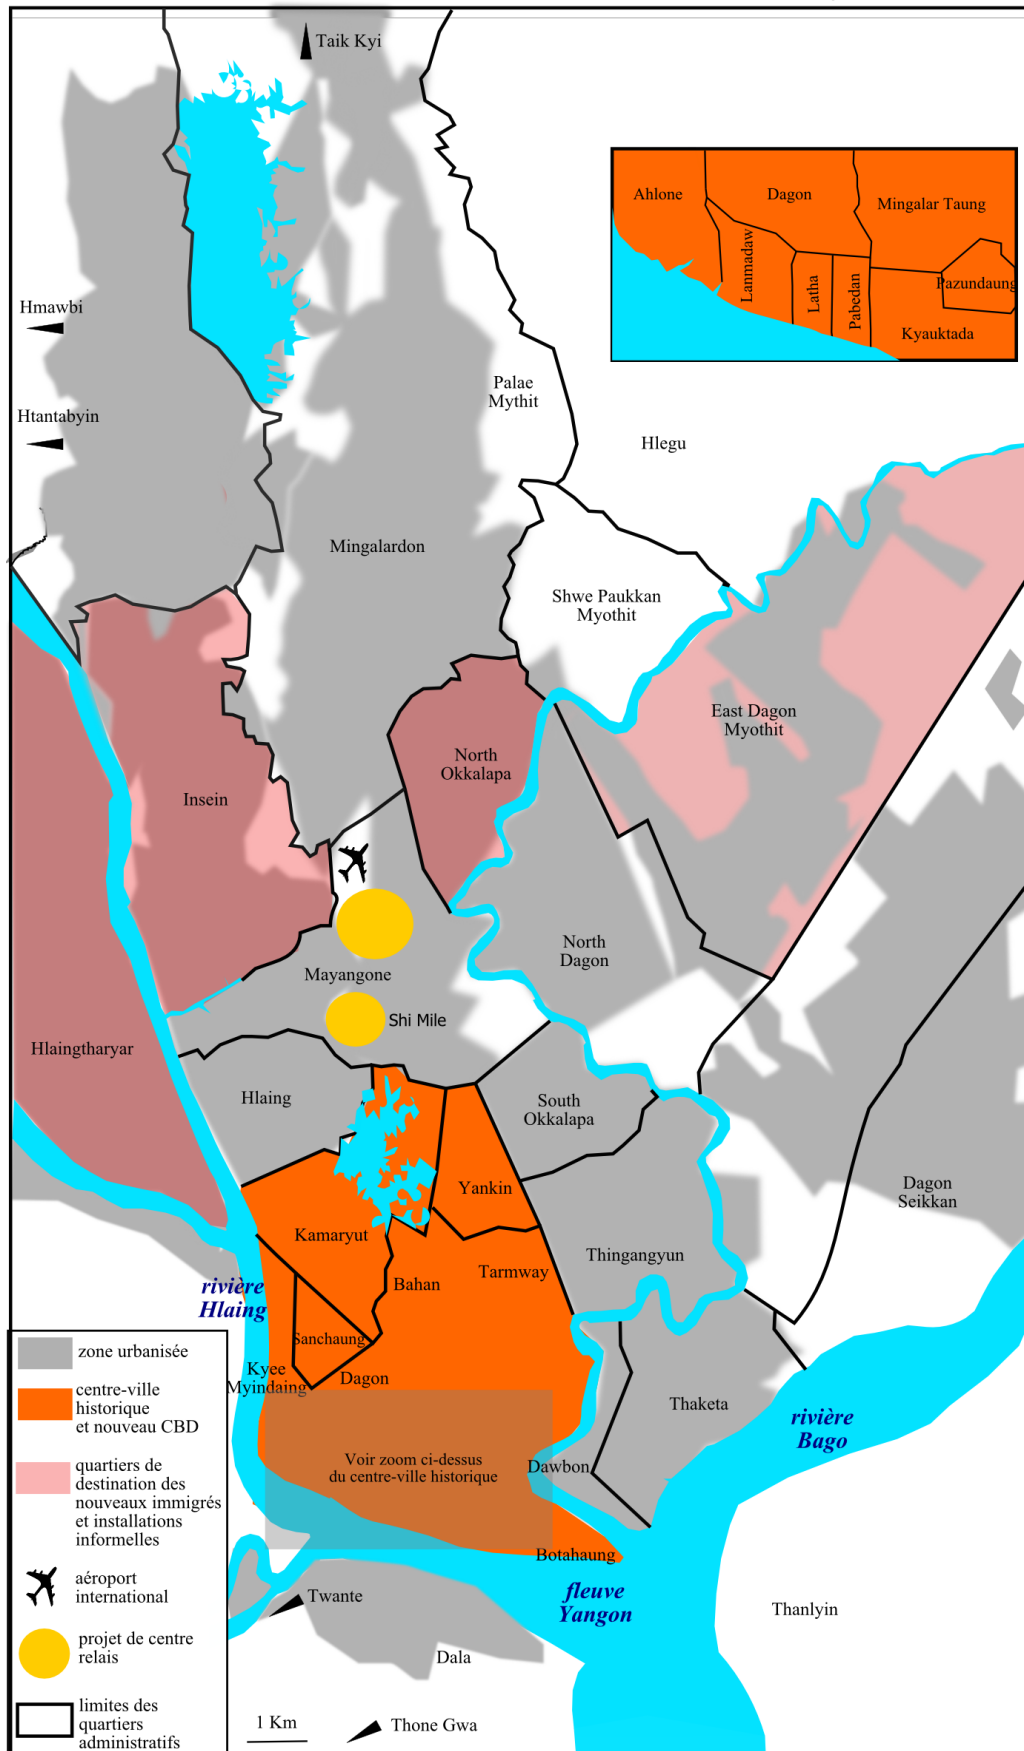 Taik Kyi
Ahlone
Dagon
Mingalar Taung
Lanmadaw
Latha
Pabedan
Pazundaung
Kyauktada
Hmawbi
Htantabyin
Palae
Mythit
Hlegu
Mingalardon
Shwe Paukkan
Myothit
East Dagon
Myothit
North
Okkalapa
Insein
North
Dagon
Mayangone
Shi Mile
Hlaingtharyar
Hlaing
South
Okkalapa
Yankin
Dagon
Seikkan
Kamaryut
Thingangyun
Bahan
Tarmway
rivière
Hlaing
Sanchaung
Kyee
Myindaing
Dagon
Thaketa
rivière
Bago
Voir zoom ci-dessus
du centre-ville historique
Dawbon
Botahaung
fleuve
Yangon
Twante
Thanlyin
Dala
Thone Gwa
1 Km
zone urbanisée
centre-ville
historique
et nouveau CBD
quartiers de
destination des
nouveaux immigrés
et installations
informelles
aéroport
international
projet de centre
relais
limites des
quartiers
administratifs